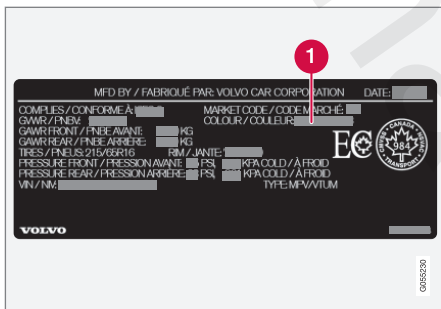 1
MFD BY / FABRIQUÉ PAR: VOLVO CAR CORPORATION DATE:
COMPLIES / CONFORME À: MARKET CODE / CODE MARCHÉ:
GVWR / PNBV: COLOUR / COULEUR:
GAWR FRONT / PNBE AVANT: KG
GAWR REAR / PNBE ARRIÈRE: KG
TIRES / PNEUS: 215/65R16 RIM / JANTE:
PRESSURE FRONT / PRESSION AVANT: PSI, KPA COLD / À FROID
PRESSURE REAR / PRESSION ARRIÈRE: PSI, KPA COLD / À FROID
VIN / NIV: TYPE: MPV/VTUM
EC
CANADA
984
TRANSPORT
VOLVO
G055230